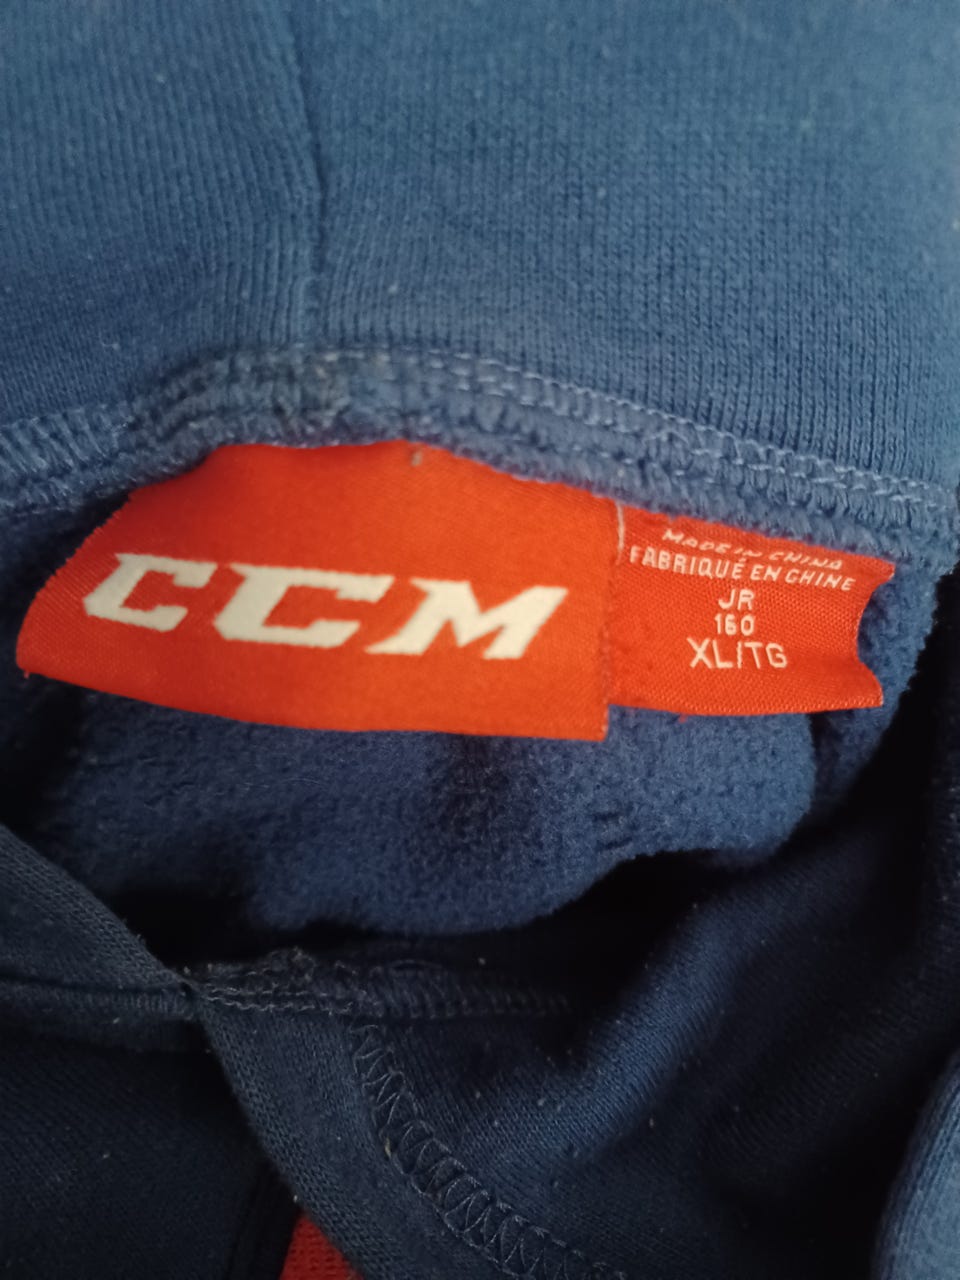 CCM
MADE IN CHINA
FABRIQUÉ EN CHINE
JR
160
XL/TG